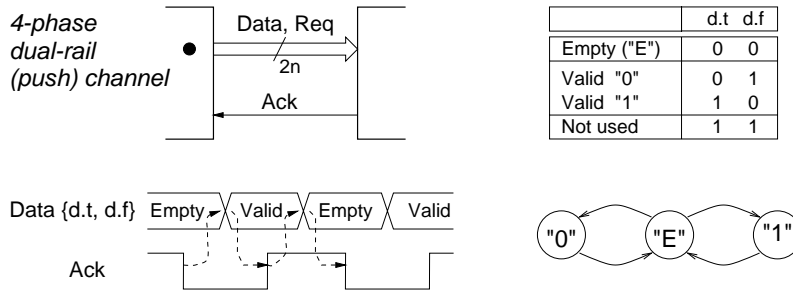 4-phase
dual-rail
(push) channel
Data, Req
2n
Ack
d.t d.f
Empty ("E") 0 0
Valid "0" 0 1
Valid "1" 1 0
Not used 1 1
Data {d.t, d.f} Empty Valid Empty Valid
Ack
"0" "E" "1"